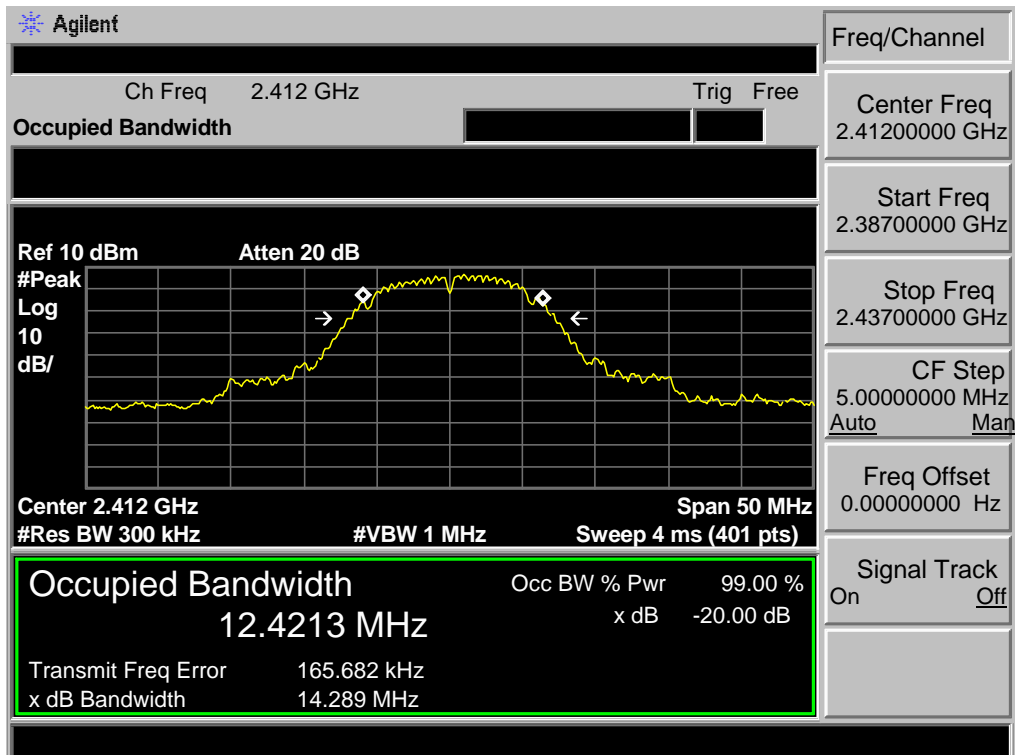 Agilent
Freq/Channel
Ch Freq 2.412 GHz Trig Free
Occupied Bandwidth
Center Freq
2.41200000 GHz
Start Freq
2.38700000 GHz
Stop Freq
2.43700000 GHz
CF Step
5.00000000 MHz
Auto Man
Freq Offset
0.00000000 Hz
Signal Track
On Off
Ref 10 dBm Atten 20 dB
#Peak
Log
10
dB/
Center 2.412 GHz Span 50 MHz
#Res BW 300 kHz #VBW 1 MHz Sweep 4 ms (401 pts)
Occupied Bandwidth
12.4213 MHz
Occ BW % Pwr 99.00 %
x dB -20.00 dB
Transmit Freq Error 165.682 kHz
x dB Bandwidth 14.289 MHz